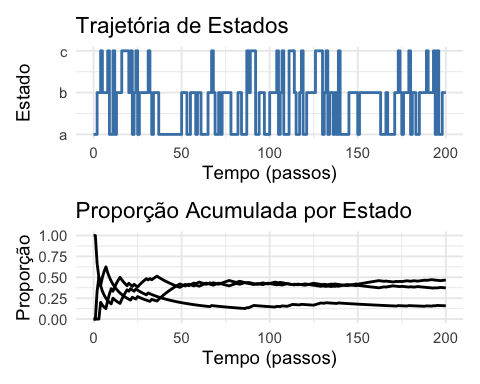 Trajetória de Estados
Estado
c
b
a
0 50 100 150 200
Tempo (passos)
Proporção Acumulada por Estado
Proporção
1.00
0.75
0.50
0.25
0.00
0 50 100 150 200
Tempo (passos)